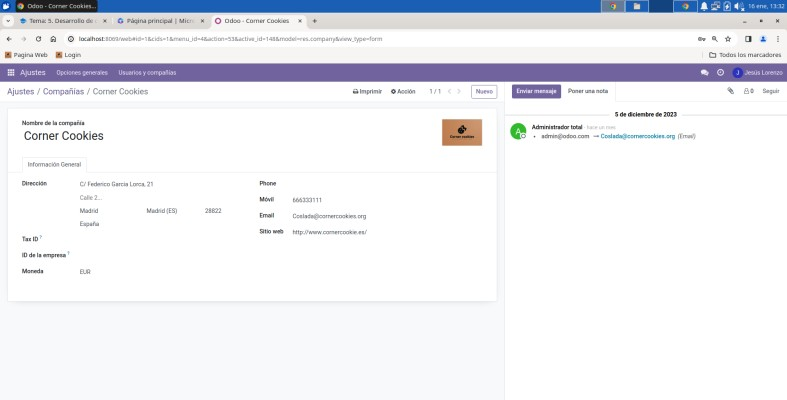 Odoo - Corner Cookies...
16 ene, 13:32
Tema: 5. Desarrollo de
Página principal | Micr
Odoo - Corner Cookies
localhost:8069/web#id=1&cids=1&menu_id=4&action=53&active_id=148&model=res.company&view_type=form
Pagina Web
Login
Todos los marcadores
Ajustes
Opciones generales
Usuarios y compañías
J
Jesús Lorenzo
Ajustes / Compañías / Corner Cookies
Imprimir
Acción
1 / 1
Nuevo
Enviar mensaje
Poner una nota
0
Seguir
Nombre de la compañía
Corner Cookies
Corner cookies
Información General
Dirección
C/ Federico Garcia Lorca, 21
Calle 2...
Madrid
Madrid (ES)
28822
España
Tax ID ?
ID de la empresa ?
Moneda
EUR
Phone
Móvil
666333111
Email
Coslada@cornercookies.org
Sitio web
http://www.cornercookie.es/
5 de diciembre de 2023
A
Administrador total - hace un mes
admin@odoo.com → Coslada@cornercookies.org (Email)